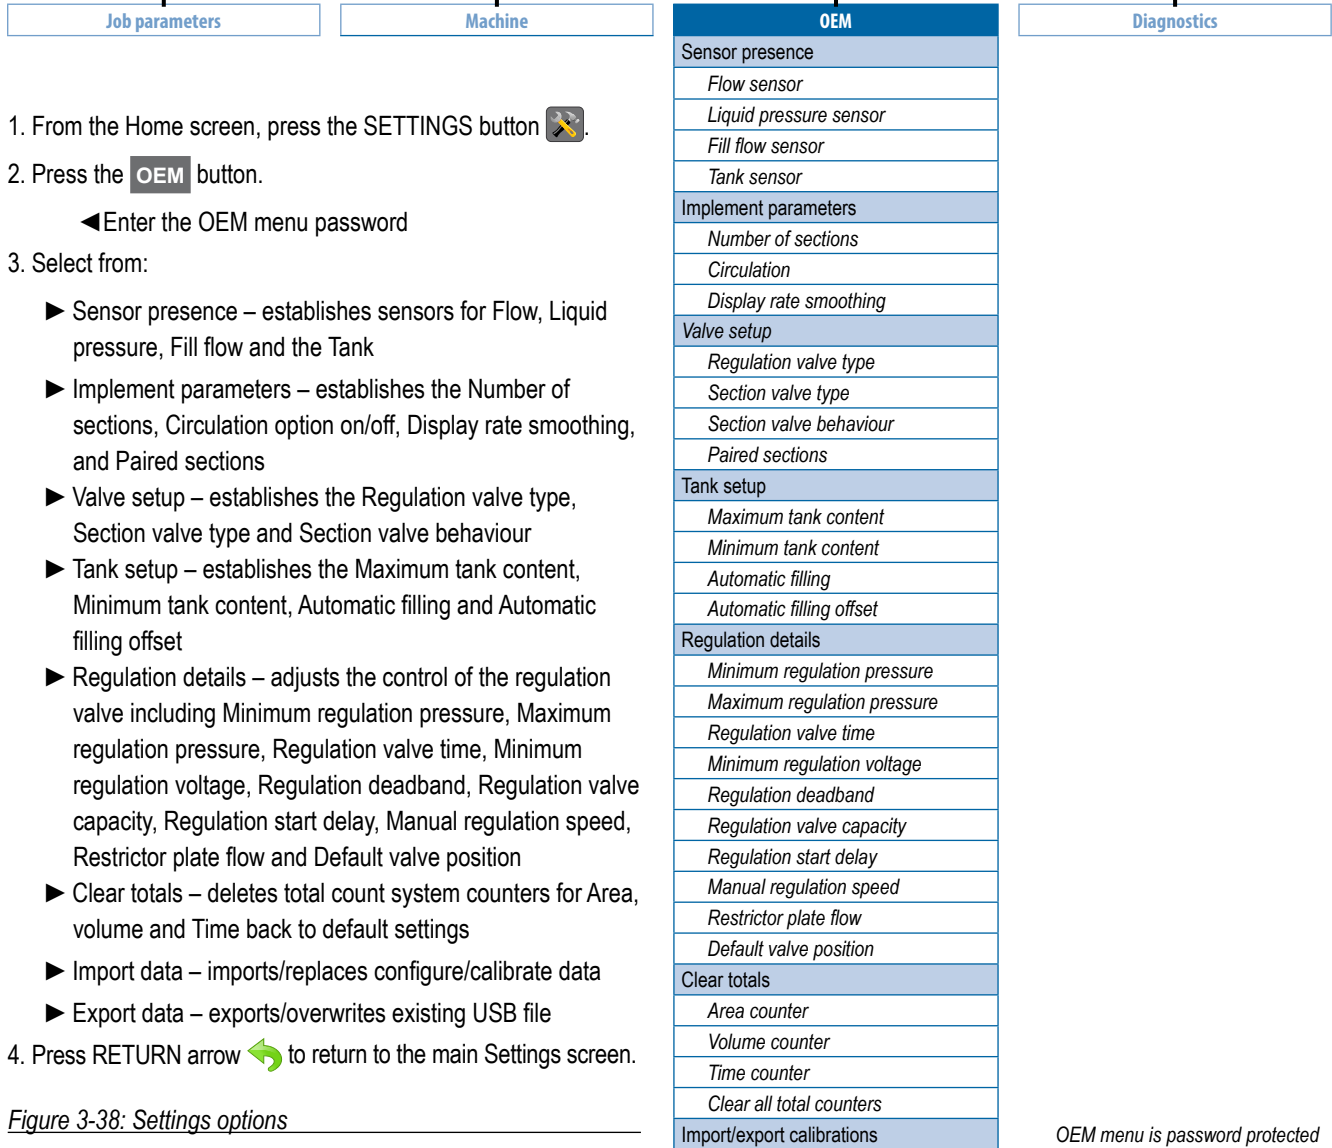 Job parameters
Machine
OEM
Diagnostics
1. From the Home screen, press the SETTINGS button .
2. Press the OEM button.
◄Enter the OEM menu password
3. Select from:
► Sensor presence – establishes sensors for Flow, Liquid
pressure, Fill flow and the Tank
► Implement parameters – establishes the Number of
sections, Circulation option on/off, Display rate smoothing,
and Paired sections
► Valve setup – establishes the Regulation valve type,
Section valve type and Section valve behaviour
► Tank setup – establishes the Maximum tank content,
Minimum tank content, Automatic filling and Automatic
filling offset
► Regulation details – adjusts the control of the regulation
valve including Minimum regulation pressure, Maximum
regulation pressure, Regulation valve time, Minimum
regulation voltage, Regulation deadband, Regulation valve
capacity, Regulation start delay, Manual regulation speed,
Restrictor plate flow and Default valve position
► Clear totals – deletes total count system counters for Area,
volume and Time back to default settings
► Import data – imports/replaces configure/calibrate data
► Export data – exports/overwrites existing USB file
4. Press RETURN arrow to return to the main Settings screen.
Figure 3-38: Settings options
Sensor presence
Flow sensor
Liquid pressure sensor
Fill flow sensor
Tank sensor
Implement parameters
Number of sections
Circulation
Display rate smoothing
Valve setup
Regulation valve type
Section valve type
Section valve behaviour
Paired sections
Tank setup
Maximum tank content
Minimum tank content
Automatic filling
Automatic filling offset
Regulation details
Minimum regulation pressure
Maximum regulation pressure
Regulation valve time
Minimum regulation voltage
Regulation deadband
Regulation valve capacity
Regulation start delay
Manual regulation speed
Restrictor plate flow
Default valve position
Clear totals
Area counter
Volume counter
Time counter
Clear all total counters
Import/export calibrations
OEM menu is password protected